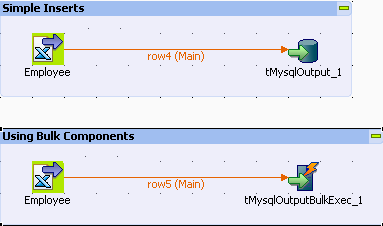 Simple Inserts
row4 (Main)
Employee
tMysqlOutput_1
Using Bulk Components
row5 (Main)
Employee
tMysqlOutputBulkExec_1